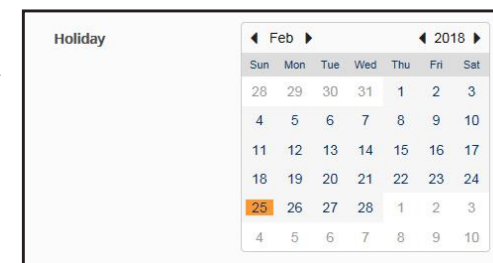 Holiday
Feb 2018
Sun Mon Tue Wed Thu Fri Sat
28 29 30 31 1 2 3
4 5 6 7 8 9 10
11 12 13 14 15 16 17
18 19 20 21 22 23 24
25 26 27 28 1 2 3
4 5 6 7 8 9 10